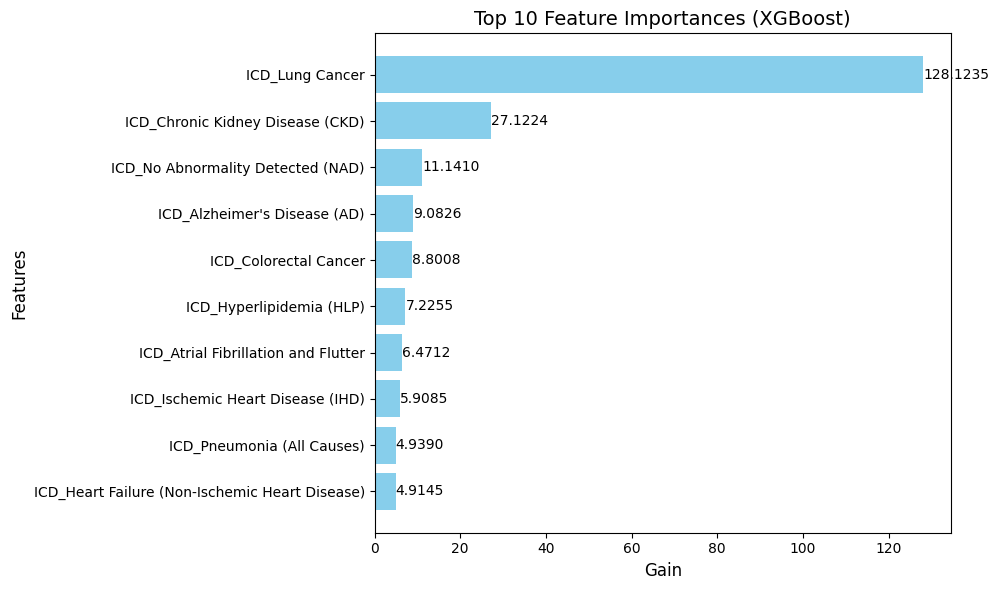 Top 10 Feature Importances (XGBoost)
ICD_Lung Cancer 128.1235
ICD_Chronic Kidney Disease (CKD) 27.1224
ICD_No Abnormality Detected (NAD) 11.1410
ICD_Alzheimer's Disease (AD) 9.0826
ICD_Colorectal Cancer 8.8008
ICD_Hyperlipidemia (HLP) 7.2255
ICD_Atrial Fibrillation and Flutter 6.4712
ICD_Ischemic Heart Disease (IHD) 5.9085
ICD_Pneumonia (All Causes) 4.9390
ICD_Heart Failure (Non-Ischemic Heart Disease) 4.9145
Features
0 20 40 60 80 100 120
Gain